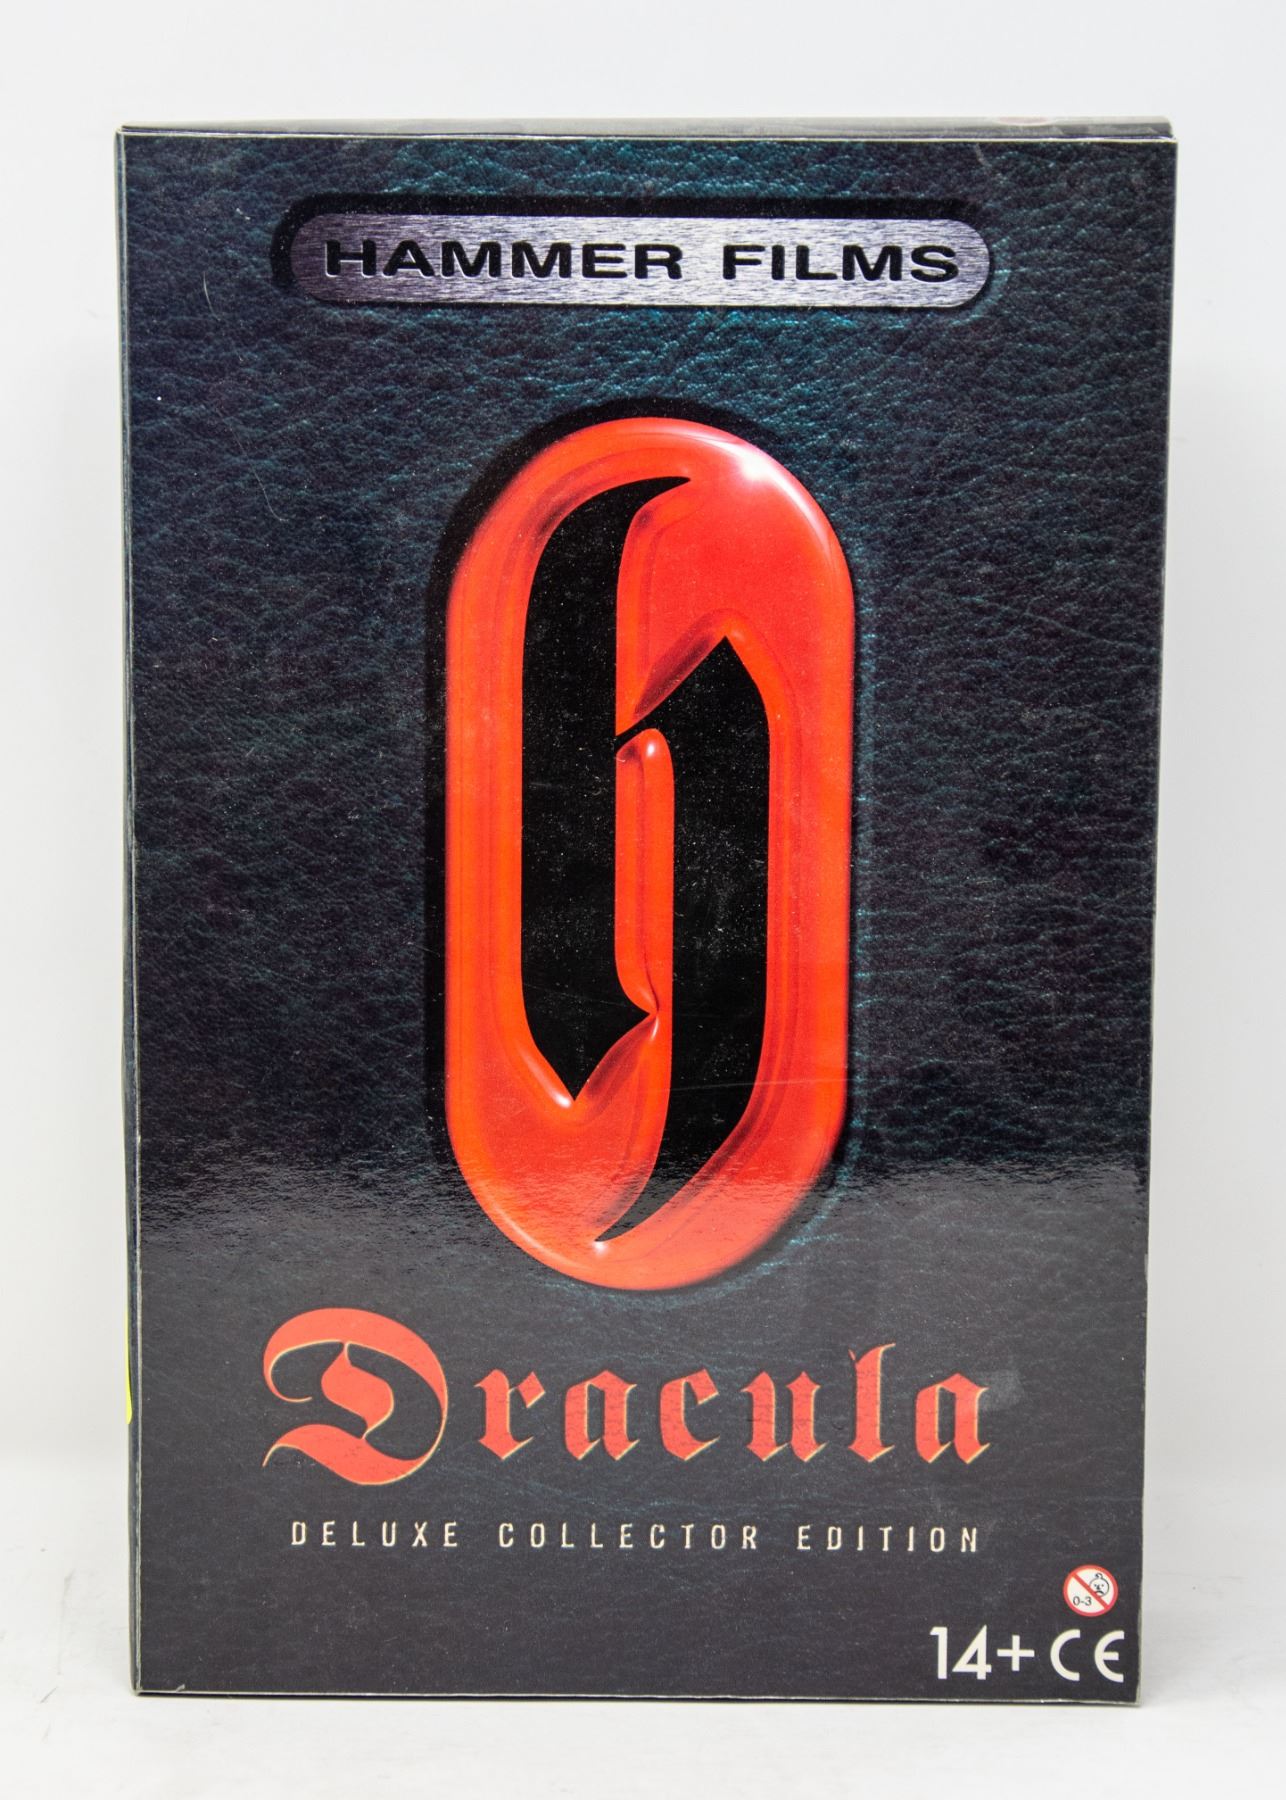 HAMMER FILMS
Dracula
DELUXE COLLECTOR EDITION
0-3
14+ CE